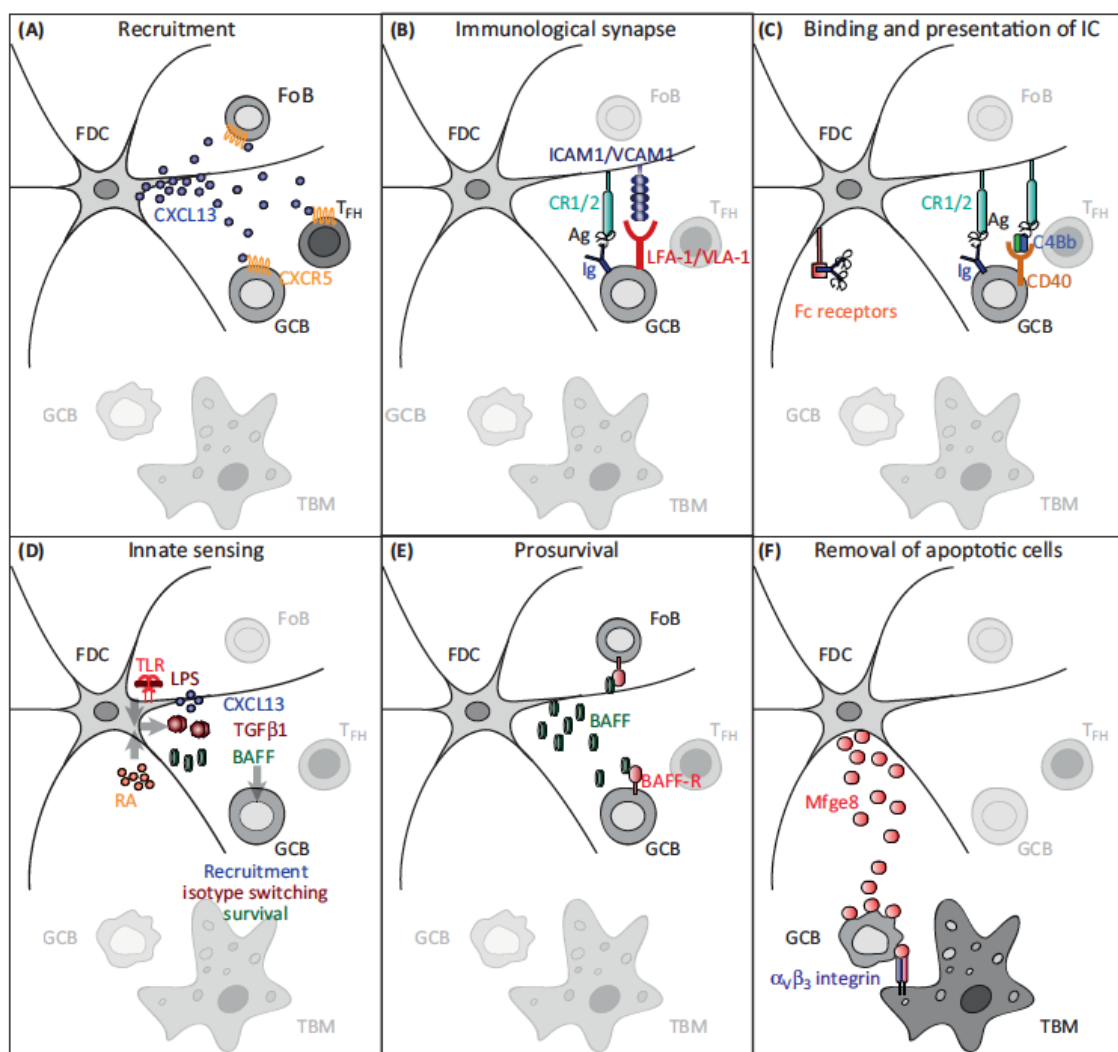 (A) Recruitment
FoB
FDC
CXCL13
TFH
CXCR5
GCB
GCB
TBM
(B) Immunological synapse
FoB
FDC
ICAM1/VCAM1
CR1/2
TFH
Ag
LFA-1/VLA-1
Ig
GCB
GCB
TBM
(C) Binding and presentation of IC
FoB
FDC
CR1/2
TFH
Ag
C4Bb
Ig
CD40
Fc receptors
GCB
GCB
TBM
(D) Innate sensing
FoB
FDC
TLR
LPS
CXCL13
TGFβ1
TFH
BAFF
RA
GCB
Recruitment
isotype switching
survival
GCB
TBM
(E) Prosurvival
FoB
FDC
BAFF
TFH
BAFF-R
GCB
GCB
TBM
(F) Removal of apoptotic cells
FoB
FDC
TFH
Mfge8
GCB
GCB
αVβ3 integrin
TBM